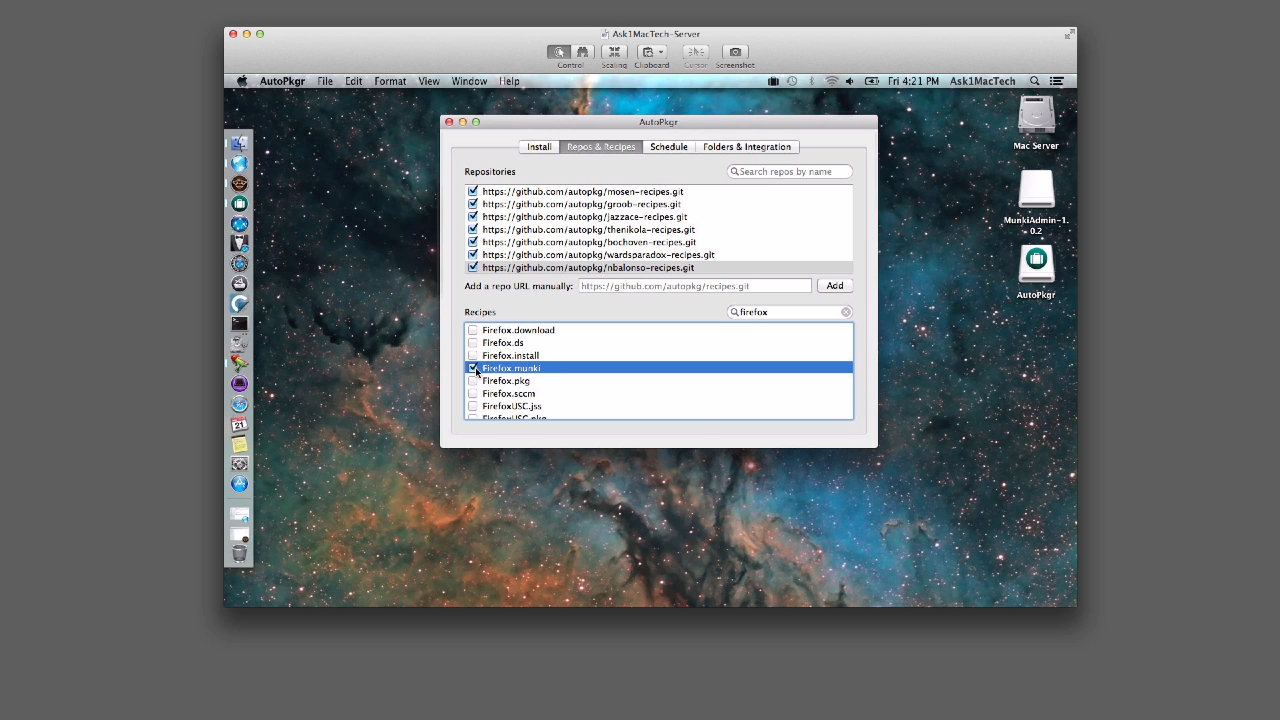 Ask1MacTech-Server
Control
Scaling
Clipboard
Cursor
Screenshot
AutoPkgr File Edit Format View Window Help Fri 4:21 PM Ask1MacTech
AutoPkgr
Install Repos & Recipes Schedule Folders & Integration
Repositories
Search repos by name
https://github.com/autopkg/mosen-recipes.git
https://github.com/autopkg/groob-recipes.git
https://github.com/autopkg/jazzace-recipes.git
https://github.com/autopkg/thenikola-recipes.git
https://github.com/autopkg/bochoven-recipes.git
https://github.com/autopkg/wardsparadox-recipes.git
https://github.com/autopkg/nbalonso-recipes.git
Add a repo URL manually: https://github.com/autopkg/recipes.git Add
Recipes
firefox
Firefox.download
Firefox.ds
Firefox.install
Firefox.munki
Firefox.pkg
Firefox.sccm
FirefoxUSC.jss
FirefoxUSC.pkg
Mac Server
MunkiAdmin-1.
0.2
AutoPkgr
21